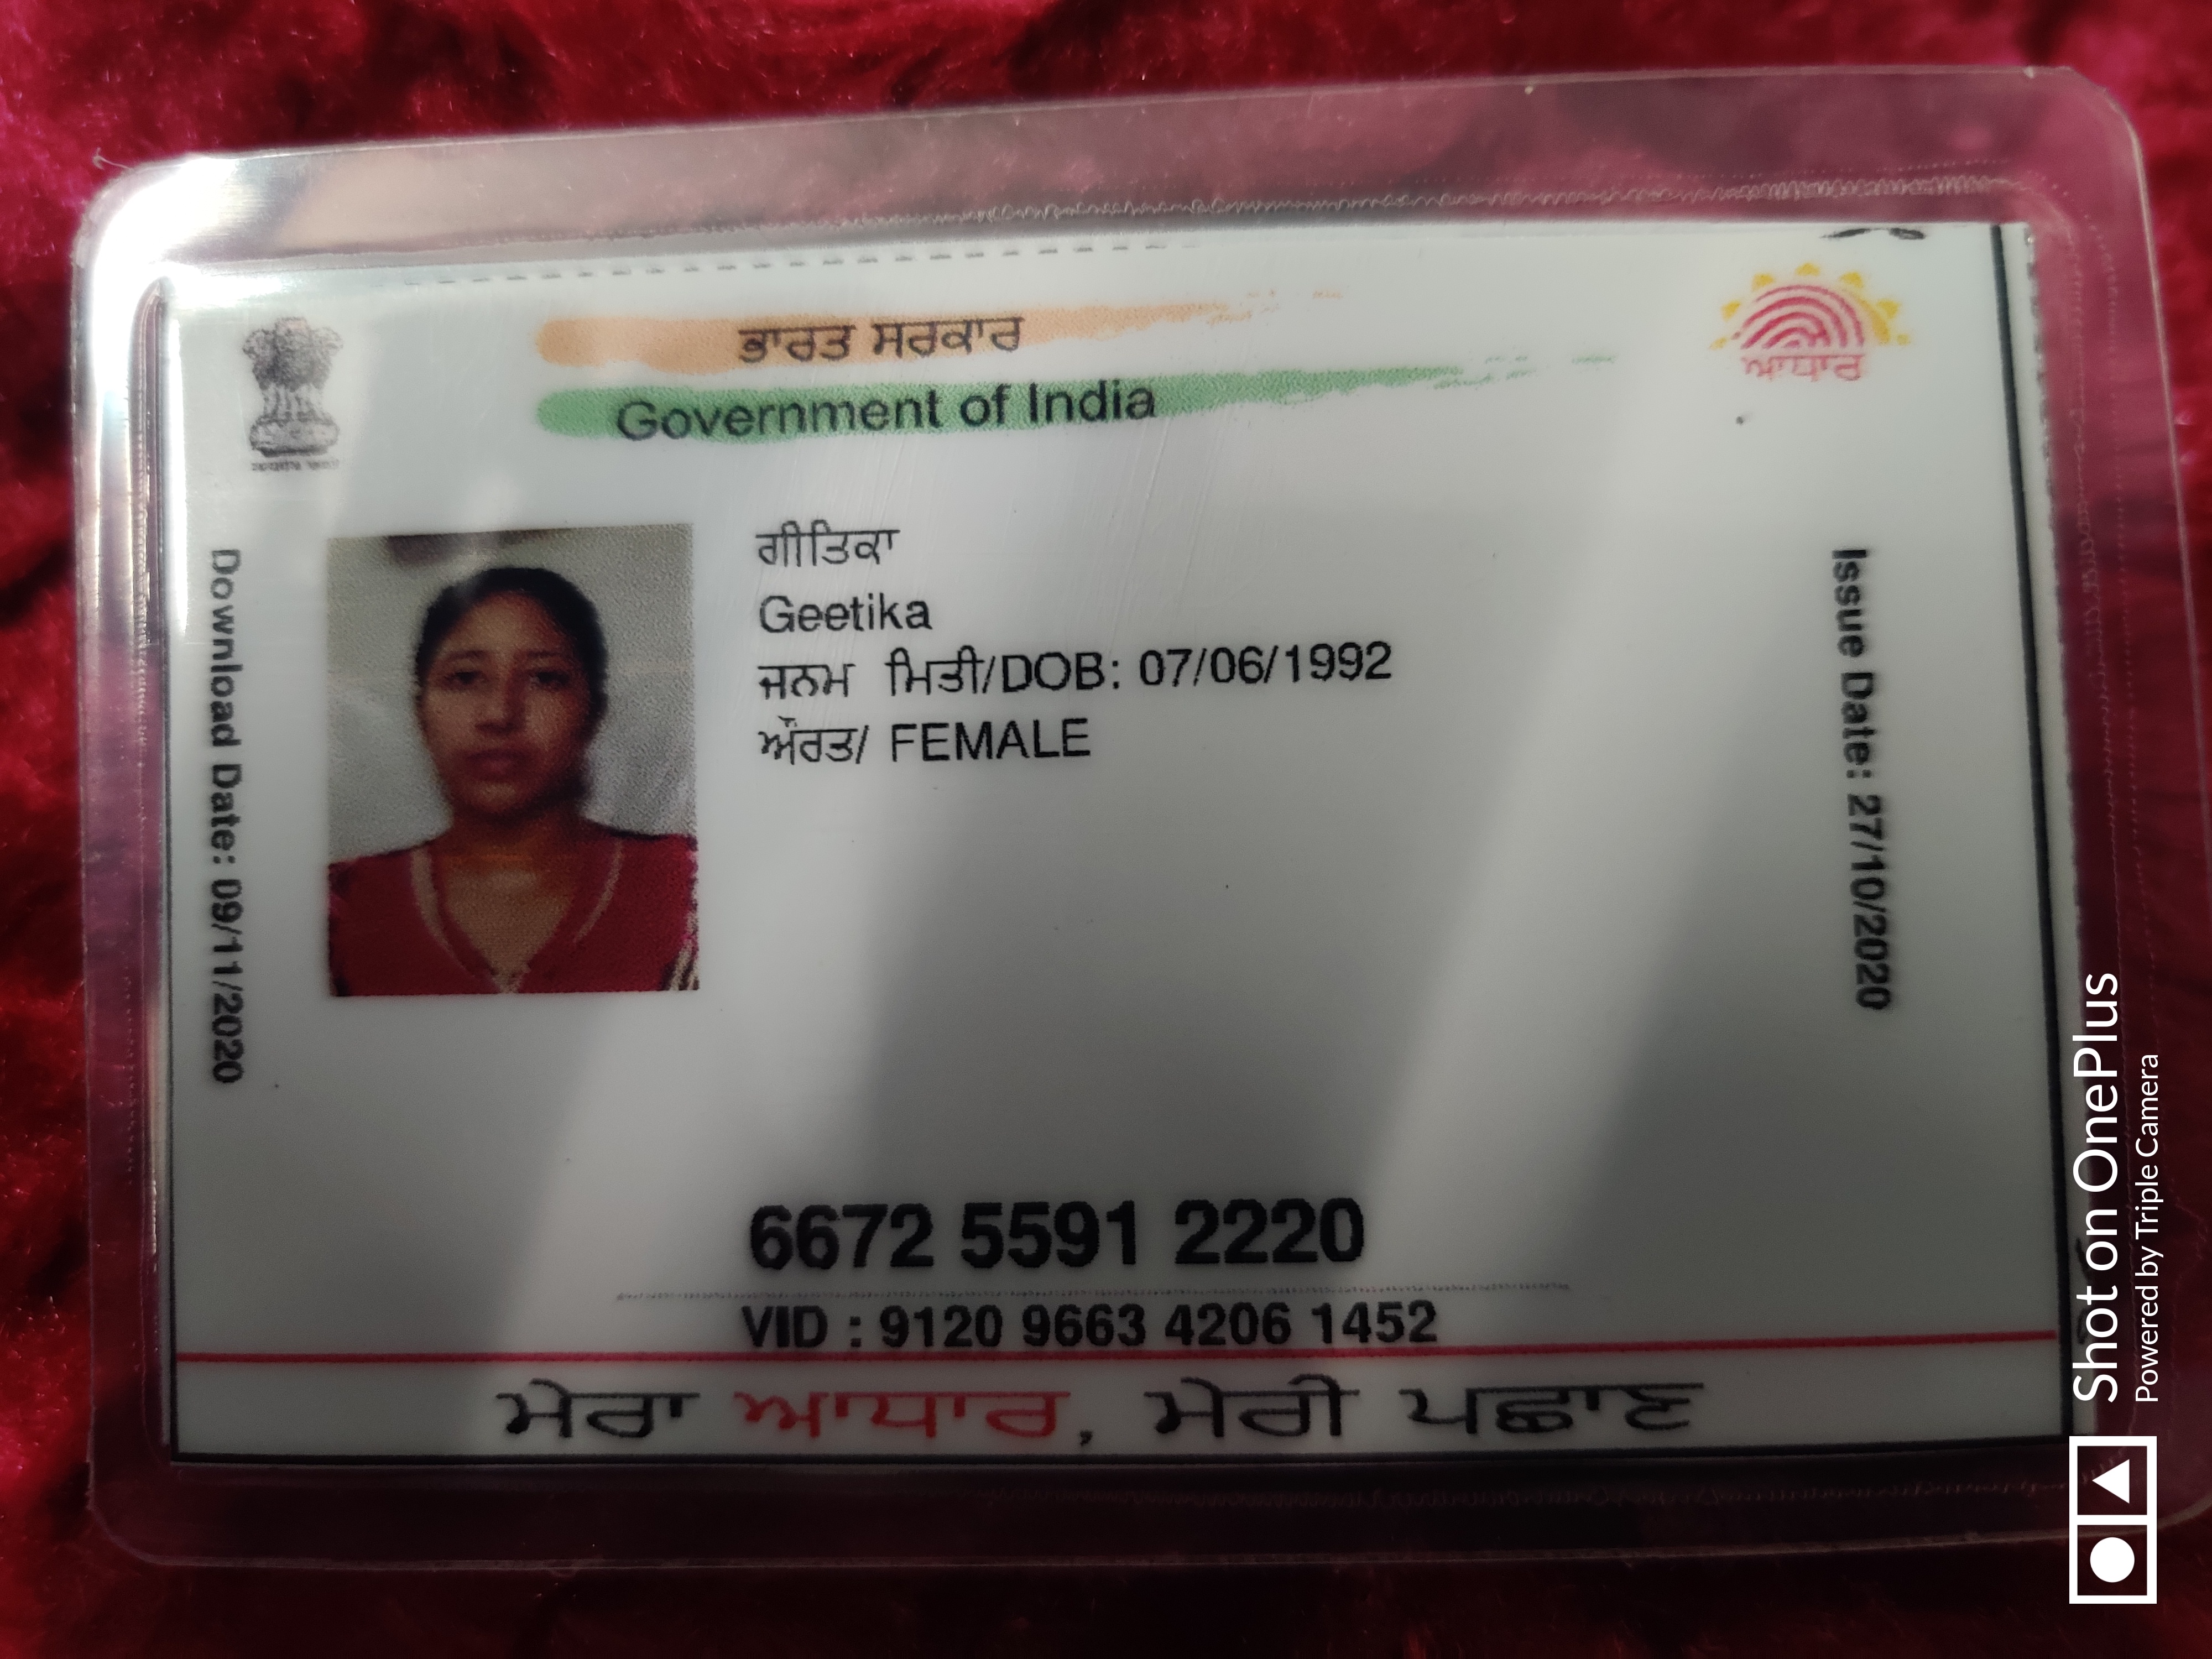 ਭਾਰਤ ਸਰਕਾਰ
Government of India
Download Date: 09/11/2020
ਗੀਤਿਕਾ
Geetika
ਜਨਮ ਮਿਤੀ/DOB: 07/06/1992
ਔਰਤ/ FEMALE
Issue Date: 27/10/2020
6672 5591 2220
VID : 9120 9663 4206 1452
ਮੇਰਾ ਆਧਾਰ, ਮੇਰੀ ਪਛਾਣ
Shot on OnePlus
Powered by Triple Camera